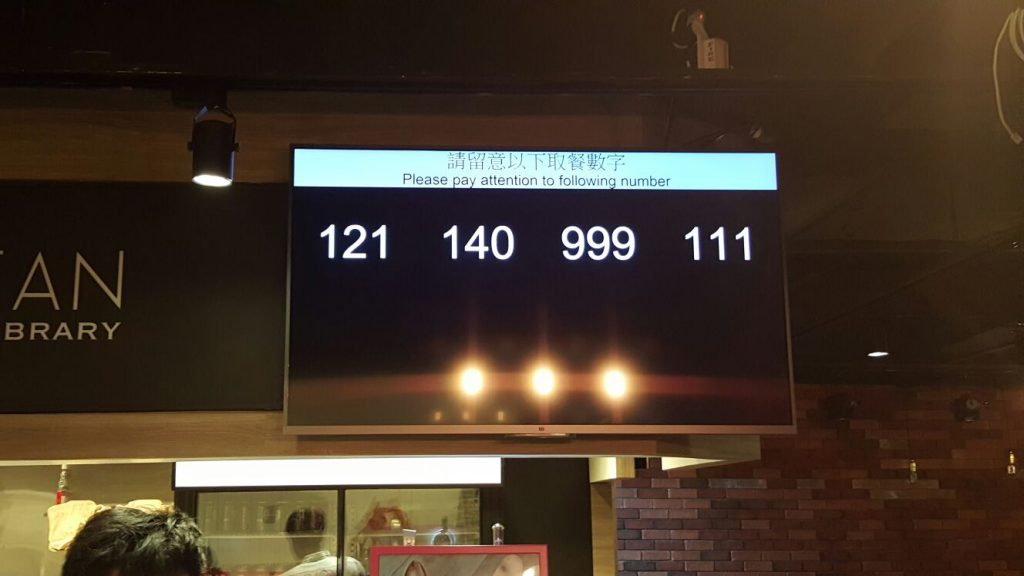 請留意以下取餐數字
Please pay attention to following number
121 140 999 111
TAN
BRARY